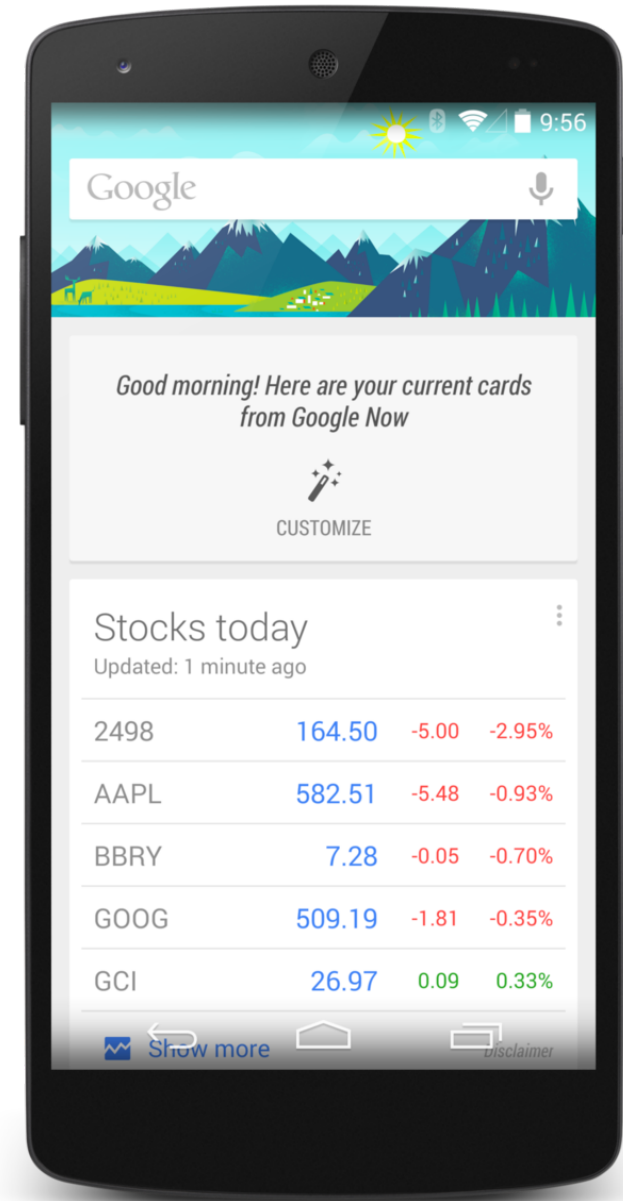 9:56
Google
Good morning! Here are your current cards
from Google Now
CUSTOMIZE
Stocks today
Updated: 1 minute ago
2498 164.50 -5.00 -2.95%
AAPL 582.51 -5.48 -0.93%
BBRY 7.28 -0.05 -0.70%
GOOG 509.19 -1.81 -0.35%
GCI 26.97 0.09 0.33%
Show more Disclaimer